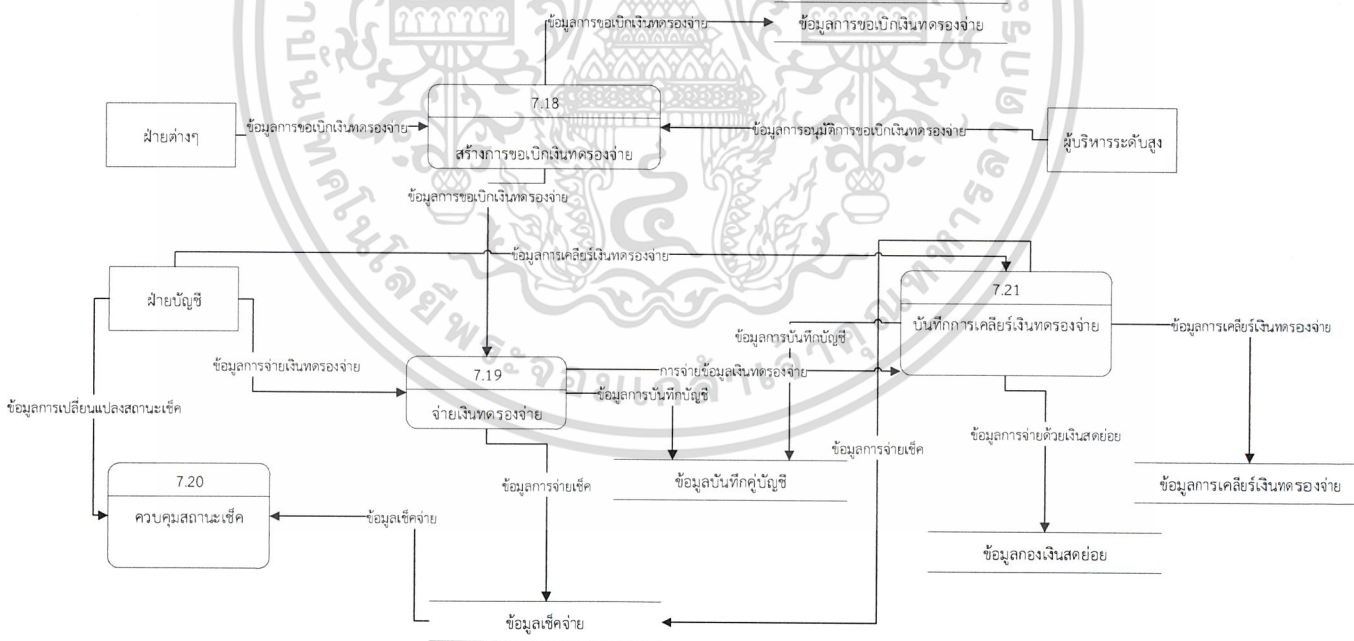 ข้อมูลการขอเบิกเงินทดรองจ่าย
ข้อมูลการขอเบิกเงินทดรองจ่าย
7.18
สร้างการขอเบิกเงินทดรองจ่าย
ฝ่ายต่างๆ
ข้อมูลการขอเบิกเงินทดรองจ่าย
ข้อมูลการอนุมัติการขอเบิกเงินทดรองจ่าย
ผู้บริหารระดับสูง
ข้อมูลการขอเบิกเงินทดรองจ่าย
ข้อมูลการเคลียร์เงินทดรองจ่าย
ฝ่ายบัญชี
7.21
บันทึกการเคลียร์เงินทดรองจ่าย
ข้อมูลการเคลียร์เงินทดรองจ่าย
ข้อมูลการบันทึกบัญชี
ข้อมูลการจ่ายเงินทดรองจ่าย
7.19
จ่ายเงินทดรองจ่าย
การจ่ายข้อมูลเงินทดรองจ่าย
ข้อมูลการบันทึกบัญชี
ข้อมูลการเปลี่ยนแปลงสถานะเช็ค
ข้อมูลการจ่ายเช็ค
ข้อมูลการจ่ายด้วยเงินสดย่อย
7.20
ควบคุมสถานะเช็ค
ข้อมูลการจ่ายเช็ค
ข้อมูลบันทึกคู่บัญชี
ข้อมูลการเคลียร์เงินทดรองจ่าย
ข้อมูลเช็คจ่าย
ข้อมูลกองเงินสดย่อย
ข้อมูลเช็คจ่าย